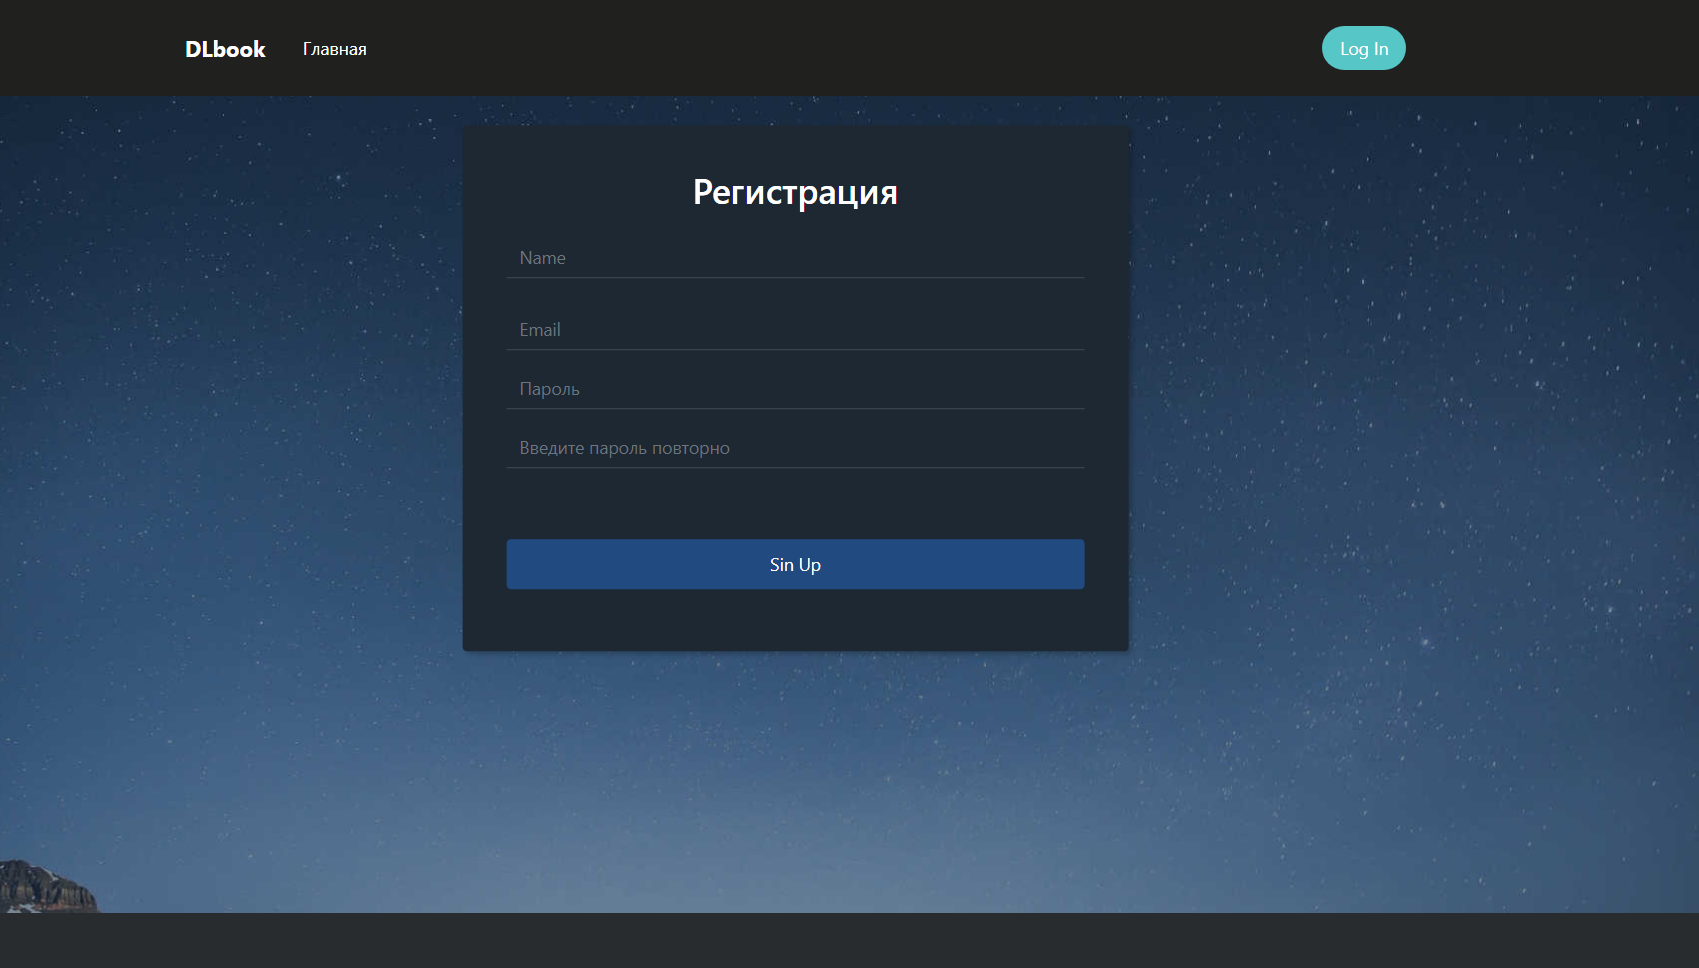 DLbook Главная Log In
Регистрация
Name
Email
Пароль
Введите пароль повторно
Sin Up